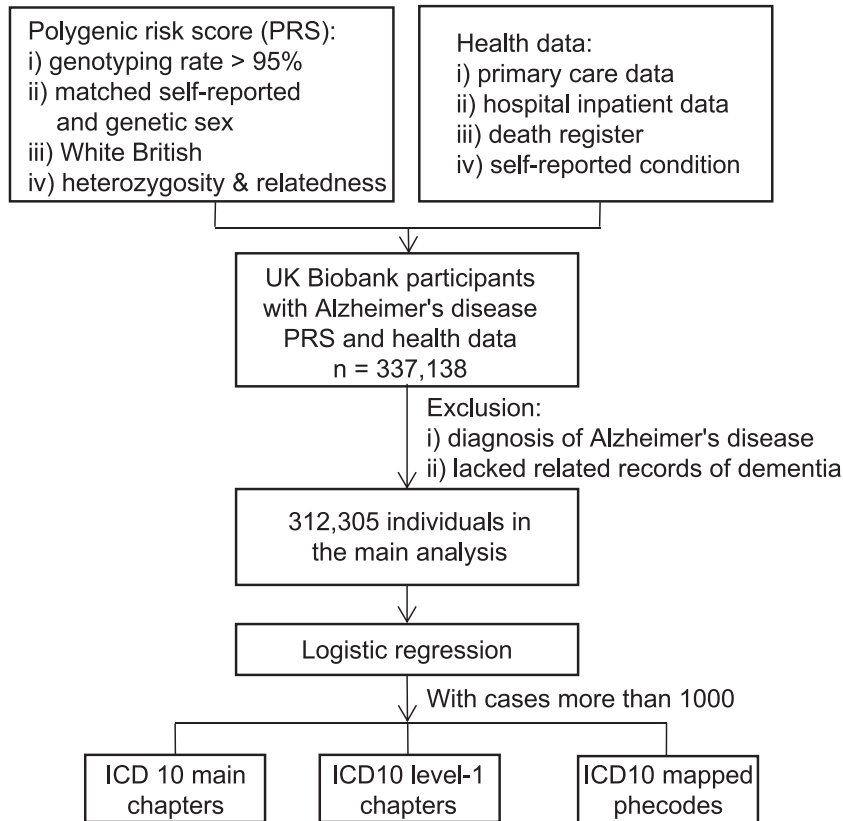 Polygenic risk score (PRS):
i) genotyping rate > 95%
ii) matched self-reported
and genetic sex
iii) White British
iv) heterozygosity & relatedness
Health data:
i) primary care data
ii) hospital inpatient data
iii) death register
iv) self-reported condition
UK Biobank participants
with Alzheimer's disease
PRS and health data
n = 337,138
Exclusion:
i) diagnosis of Alzheimer's disease
ii) lacked related records of dementia
312,305 individuals in
the main analysis
Logistic regression
With cases more than 1000
ICD 10 main
chapters
ICD10 level-1
chapters
ICD10 mapped
phecodes